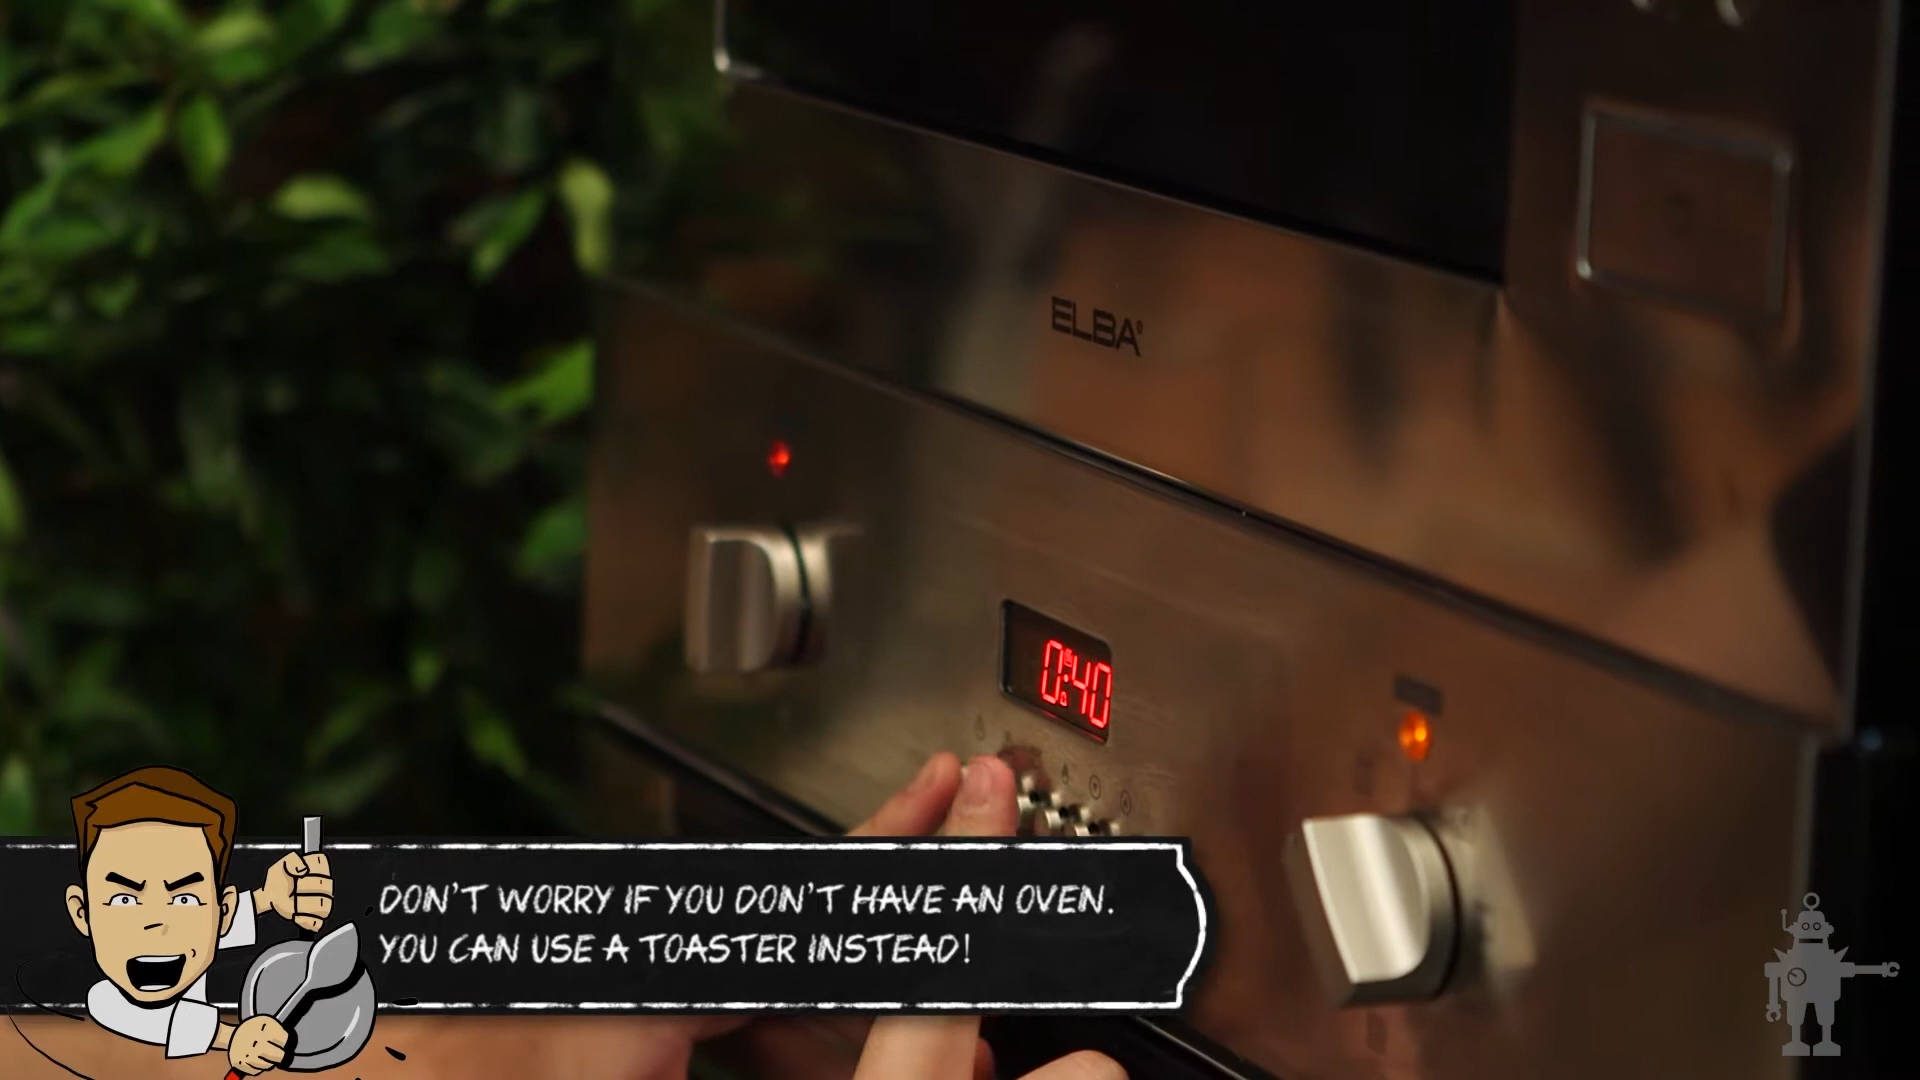 ELBA
0:40
DON'T WORRY IF YOU DON'T HAVE AN OVEN.
YOU CAN USE A TOASTER INSTEAD!